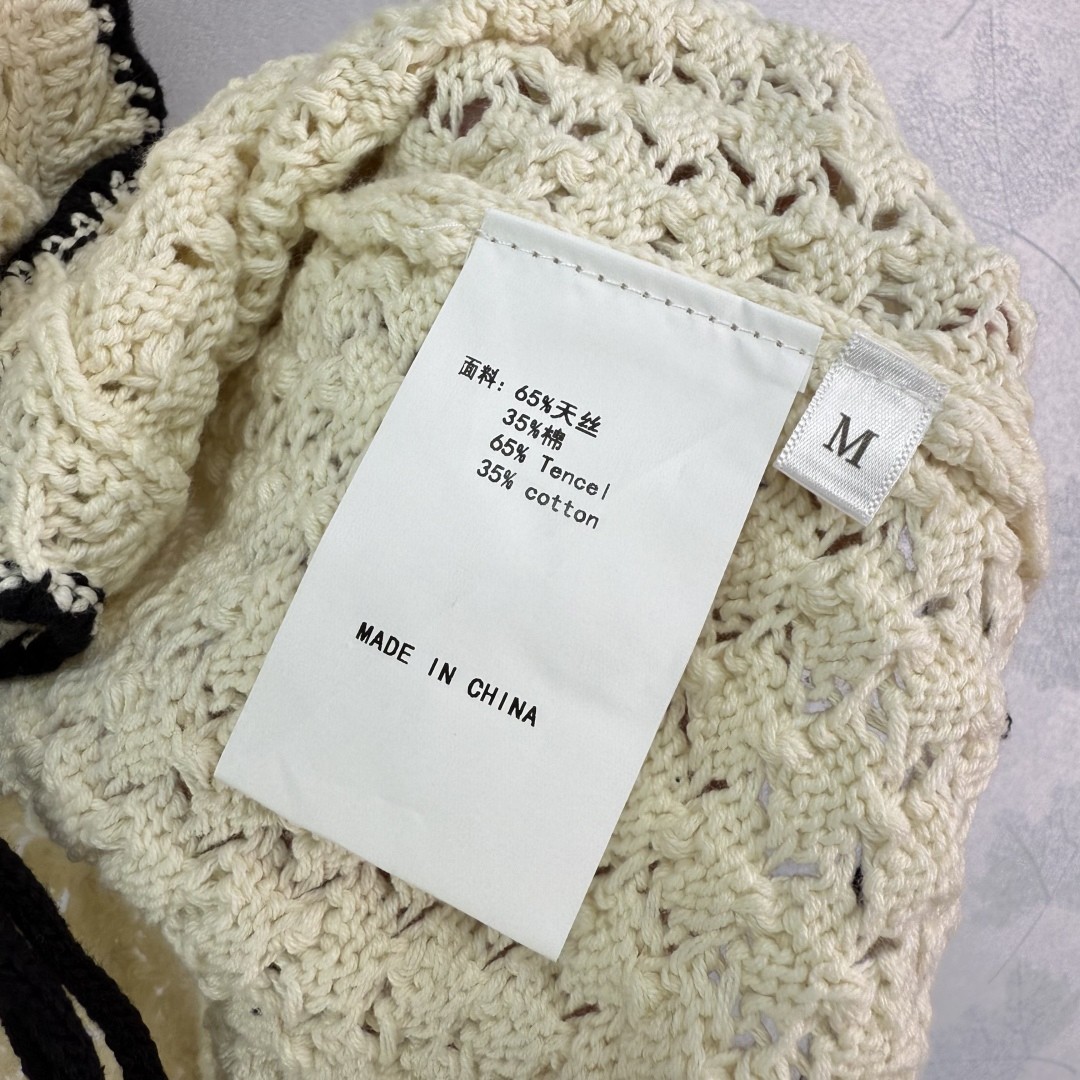 面料: 65%天丝
35%棉
65% Tencel
35% cotton
MADE IN CHINA
M